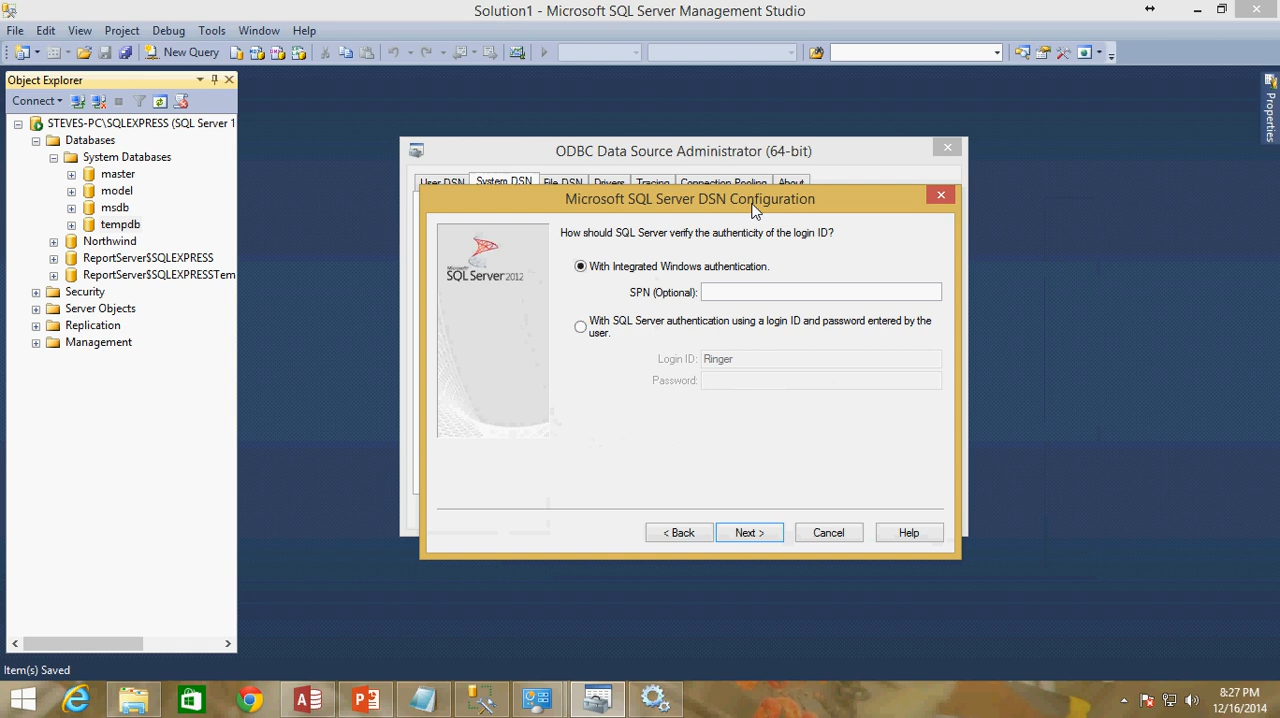 Solution1 - Microsoft SQL Server Management Studio
File Edit View Project Debug Tools Window Help
New Query
Object Explorer
Connect
STEVES-PC\SQLEXPRESS (SQL Server 1
Databases
System Databases
master
model
msdb
tempdb
Northwind
ReportServer$SQLEXPRESS
ReportServer$SQLEXPRESSTem
Security
Server Objects
Replication
Management
Properties
ODBC Data Source Administrator (64-bit)
User DSN System DSN File DSN Drivers Tracing Connection Pooling About
Microsoft SQL Server DSN Configuration
Microsoft
SQL Server 2012
How should SQL Server verify the authenticity of the login ID?
With Integrated Windows authentication.
SPN (Optional):
With SQL Server authentication using a login ID and password entered by the
user.
Login ID: Ringer
Password:
< Back Next > Cancel Help
Item(s) Saved
8:27 PM
12/16/2014